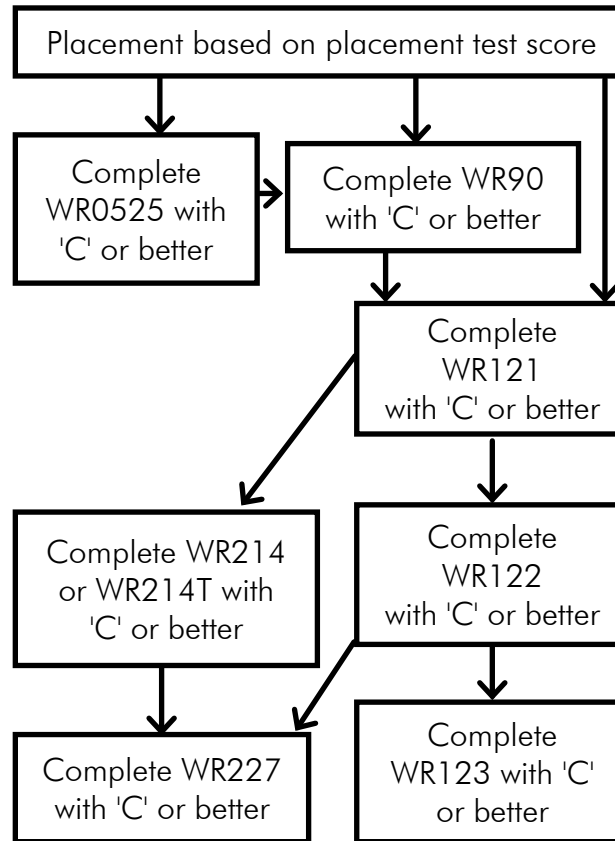 Placement based on placement test score
Complete
WR0525 with
'C' or better
Complete WR90
with 'C' or better
Complete
WR121
with 'C' or better
Complete WR214
or WR214T with
'C' or better
Complete
WR122
with 'C' or better
Complete WR227
with 'C' or better
Complete
WR123 with 'C'
or better